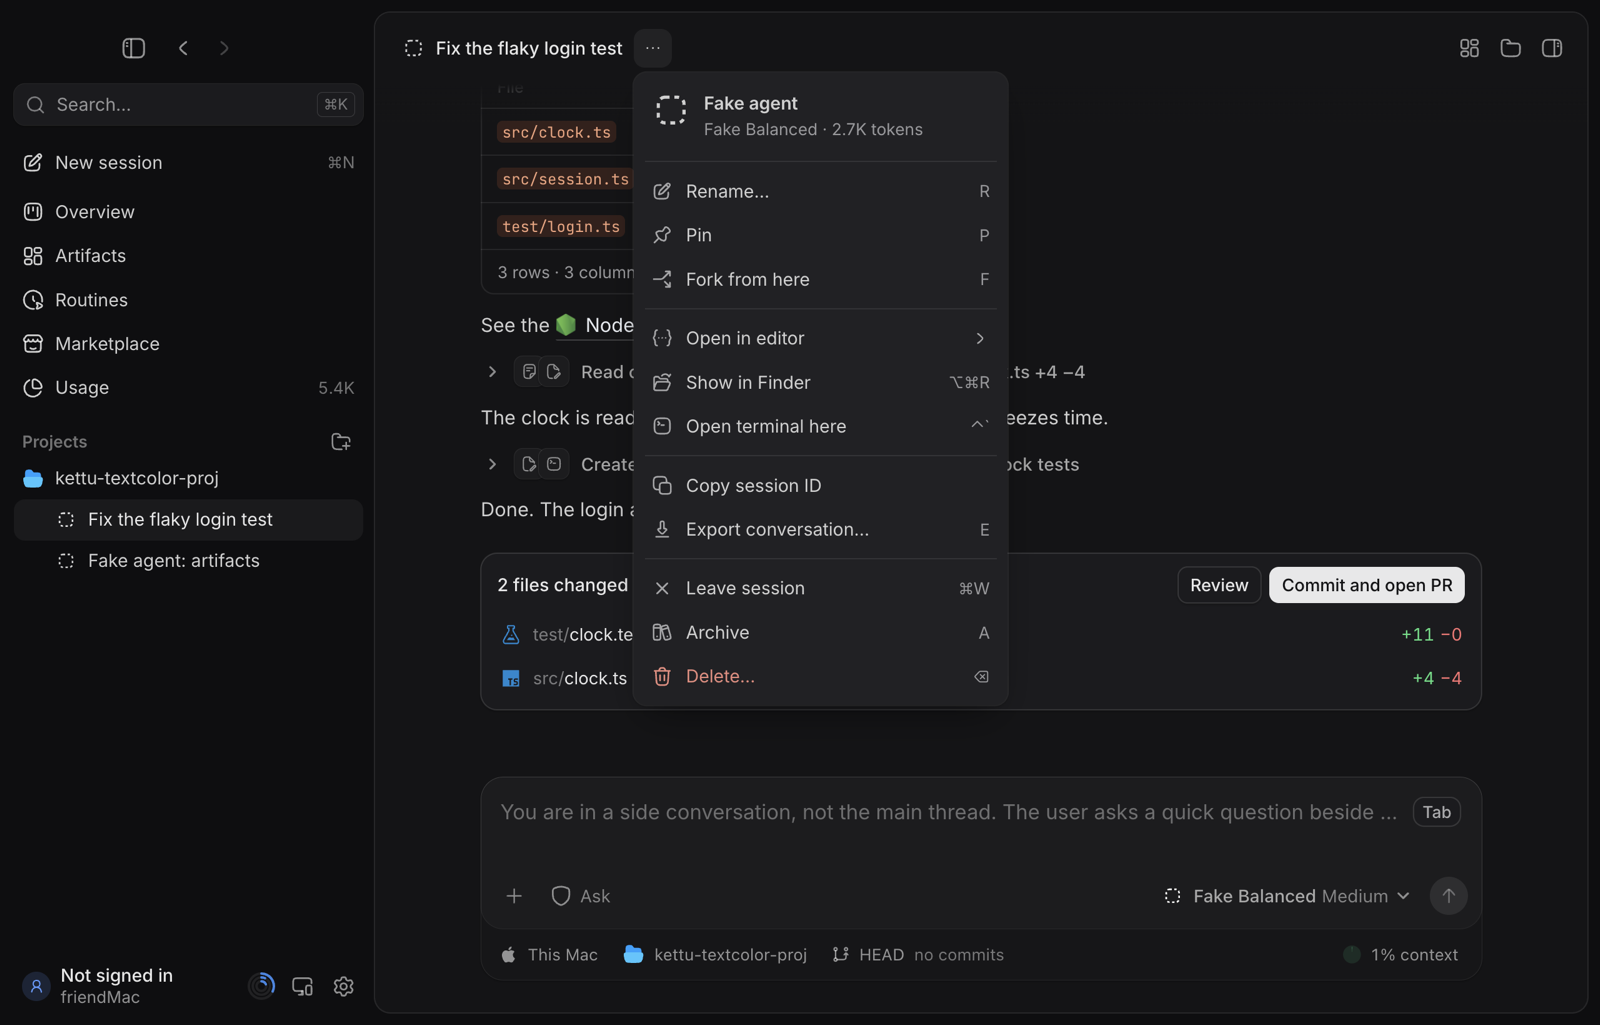 Fix the flaky login test
Search... ⌘K
New session ⌘N
Overview
Artifacts
Routines
Marketplace
Usage 5.4K
Projects
kettu-textcolor-proj
Fix the flaky login test
Fake agent: artifacts
Not signed in
friendMac
File
src/clock.ts
src/session.ts
test/login.ts
3 rows · 3 column
See the Node
Read
.ts +4 −4
The clock is read
eezes time.
Create
ock tests
Done. The login
2 files changed
Review
Commit and open PR
test/clock.te
+11 −0
src/clock.ts
+4 −4
Fake agent
Fake Balanced · 2.7K tokens
Rename... R
Pin P
Fork from here F
Open in editor
Show in Finder ⌥⌘R
Open terminal here ⌃`
Copy session ID
Export conversation... E
Leave session ⌘W
Archive A
Delete... ⌫
You are in a side conversation, not the main thread. The user asks a quick question beside ... Tab
Ask
Fake Balanced Medium
This Mac kettu-textcolor-proj HEAD no commits 1% context